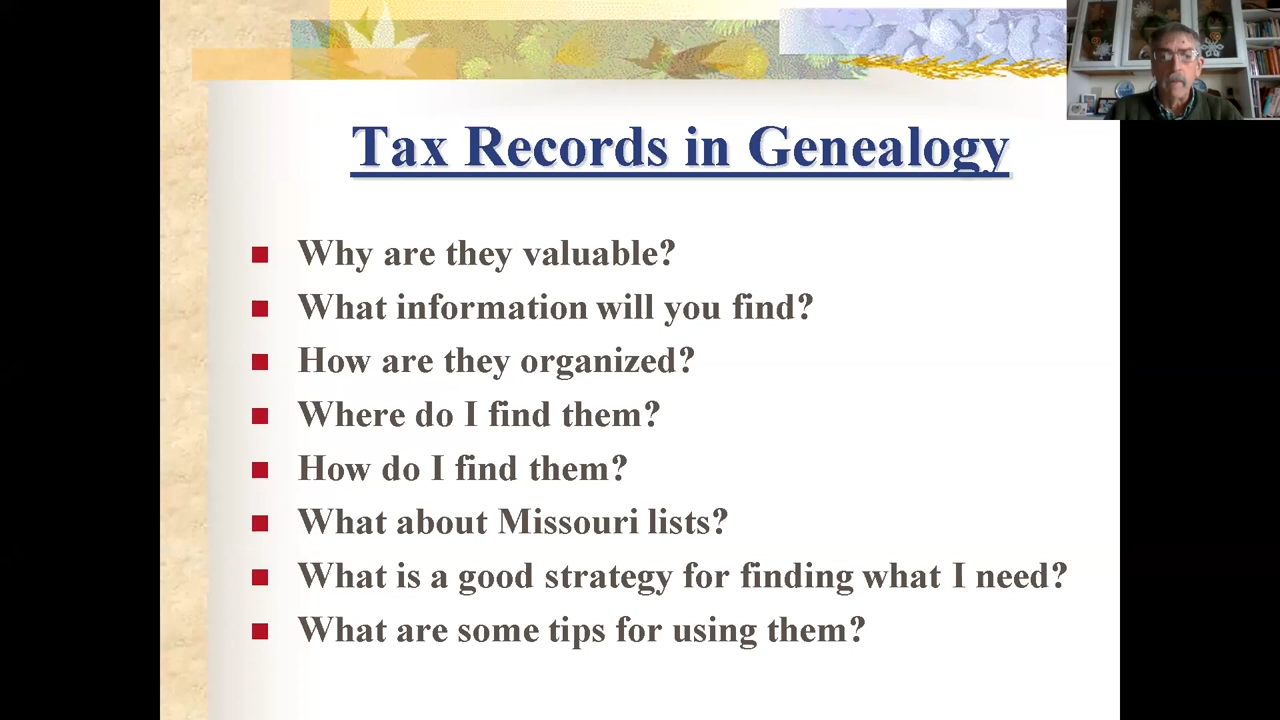 Tax Records in Genealogy
Why are they valuable?
What information will you find?
How are they organized?
Where do I find them?
How do I find them?
What about Missouri lists?
What is a good strategy for finding what I need?
What are some tips for using them?